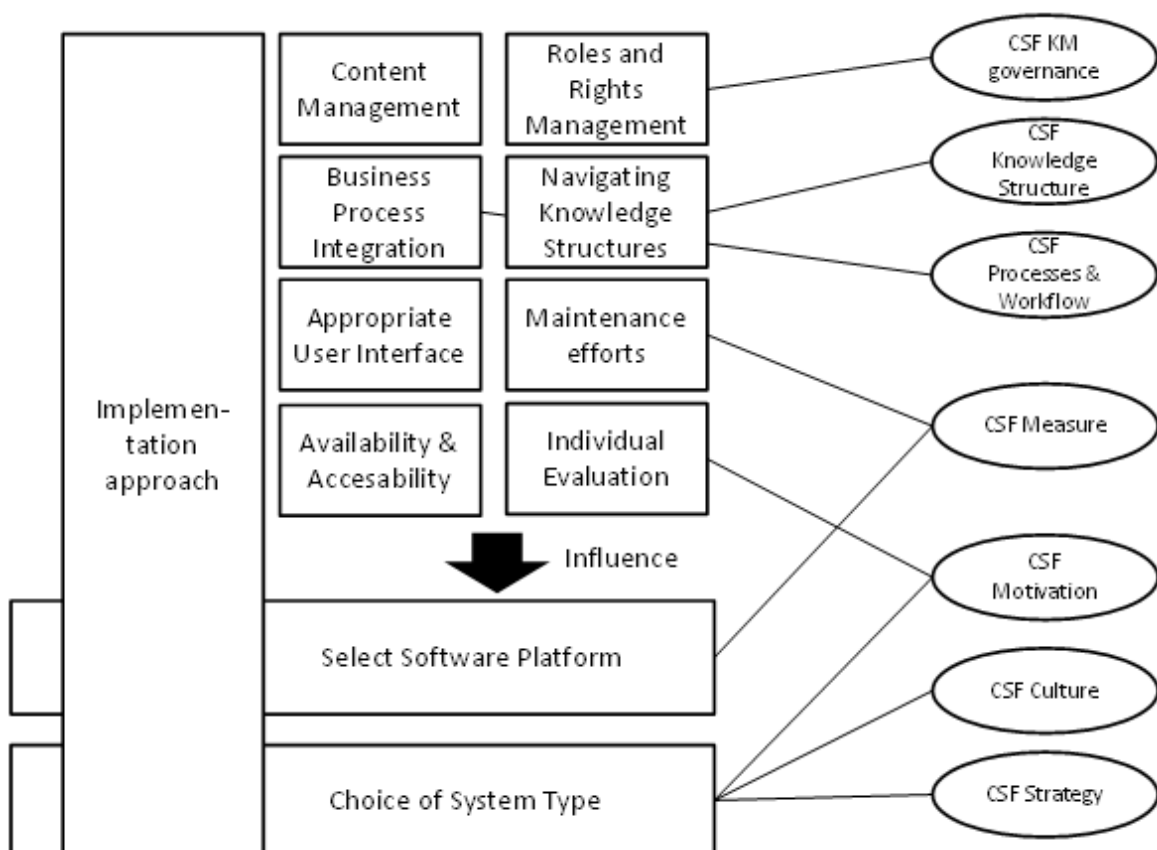 Implemen-
tation
approach
Content
Management
Roles and
Rights
Management
Business
Process
Integration
Navigating
Knowledge
Structures
Appropriate
User Interface
Maintenance
efforts
Availability &
Accesability
Individual
Evaluation
Influence
Select Software Platform
Choice of System Type
CSF KM
governance
CSF
Knowledge
Structure
CSF
Processes &
Workflow
CSF Measure
CSF
Motivation
CSF Culture
CSF Strategy